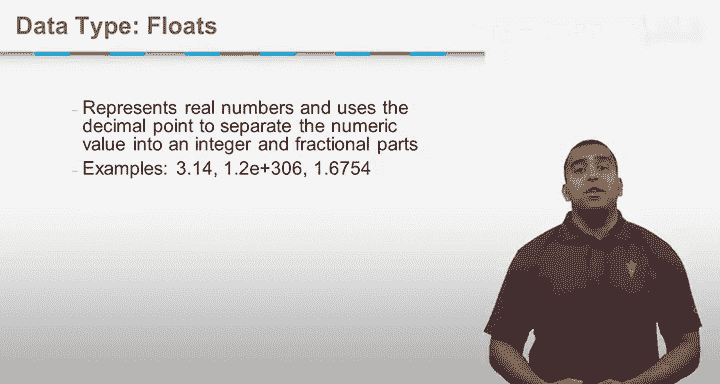 Data Type: Floats
- Represents real numbers and uses the
decimal point to separate the numeric
value into an integer and fractional parts
- Examples: 3.14, 1.2e+306, 1.6754